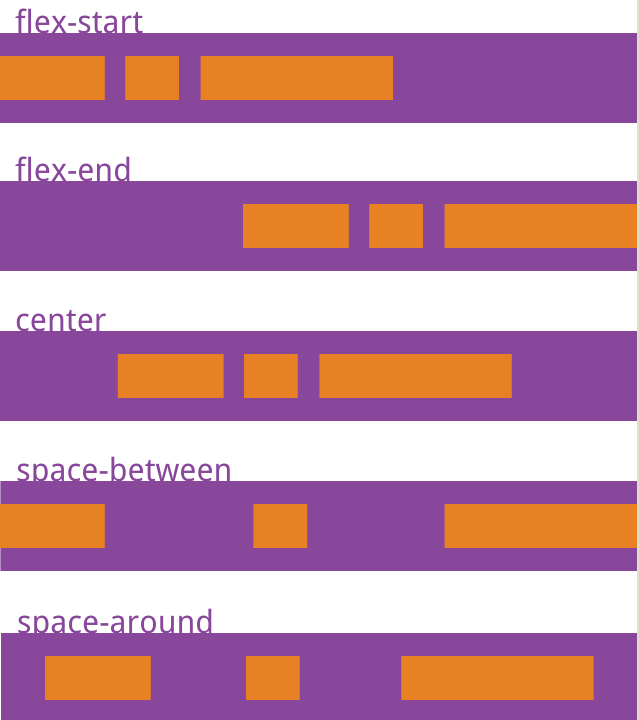 flex-start
flex-end
center
space-between
space-around